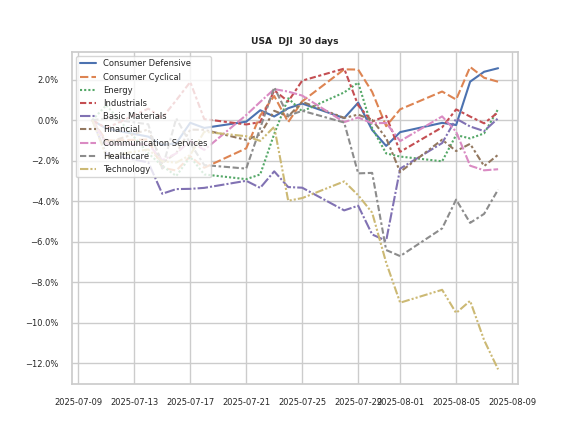 USA  DJI  30 days
Consumer Defensive
Consumer Cyclical
Energy
Industrials
Basic Materials
Financial
Communication Services
Healthcare
Technology
2.0%
0.0%
−2.0%
−4.0%
−6.0%
−8.0%
−10.0%
−12.0%
2025-07-09 2025-07-13 2025-07-17 2025-07-21 2025-07-25 2025-07-29 2025-08-01 2025-08-05 2025-08-09